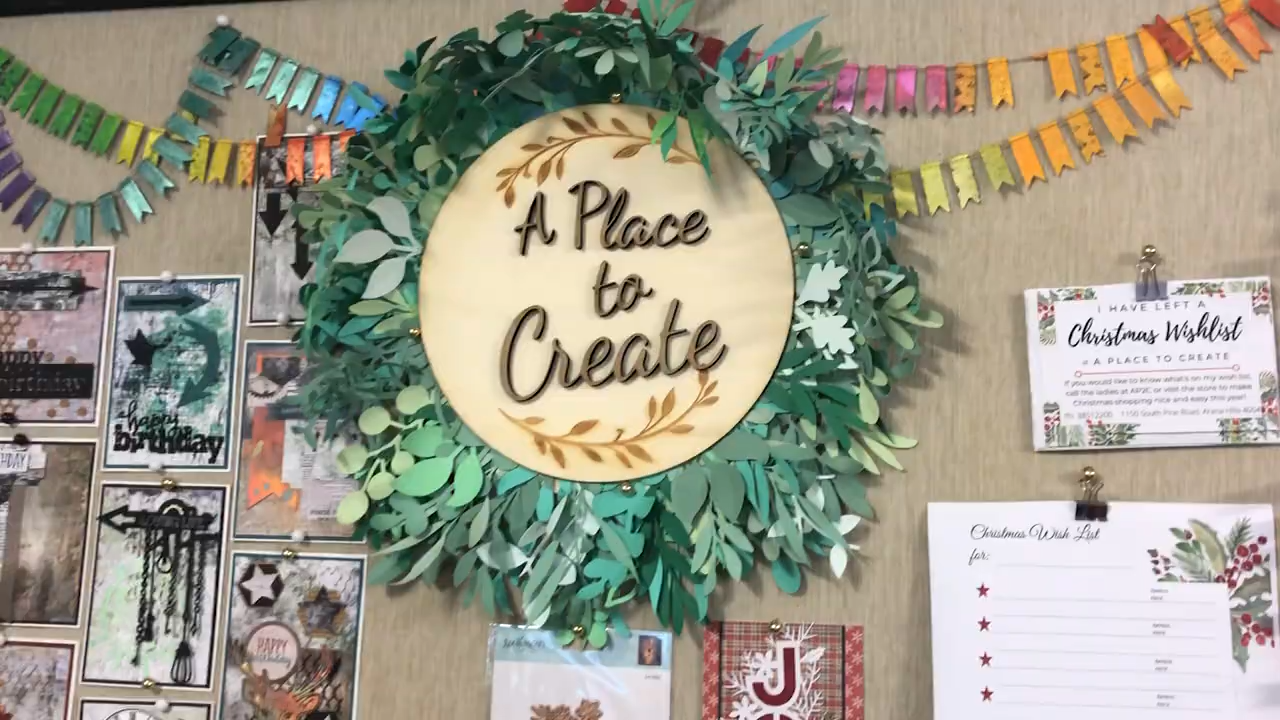 A Place
to
Create
I HAVE LEFT A
Christmas Wishlist
@ A PLACE TO CREATE
If you would like to know what's on my wish list,
call the ladies at AP2C or visit the store to make
Christmas shopping nice and easy this year!
Christmas Wish List
for:
happy
birthday
happy
birthday
HAPPY
J